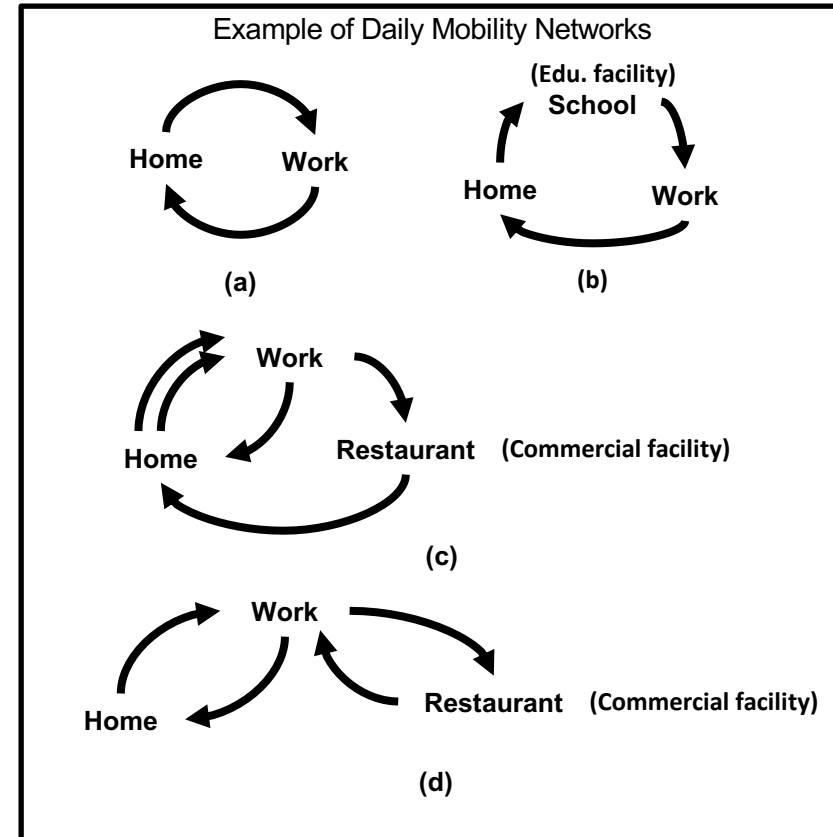 Example of Daily Mobility Networks
Home
Work
(a)
(Edu. facility)
School
Home
Work
(b)
Work
Home
Restaurant (Commercial facility)
(c)
Work
Restaurant (Commercial facility)
Home
(d)